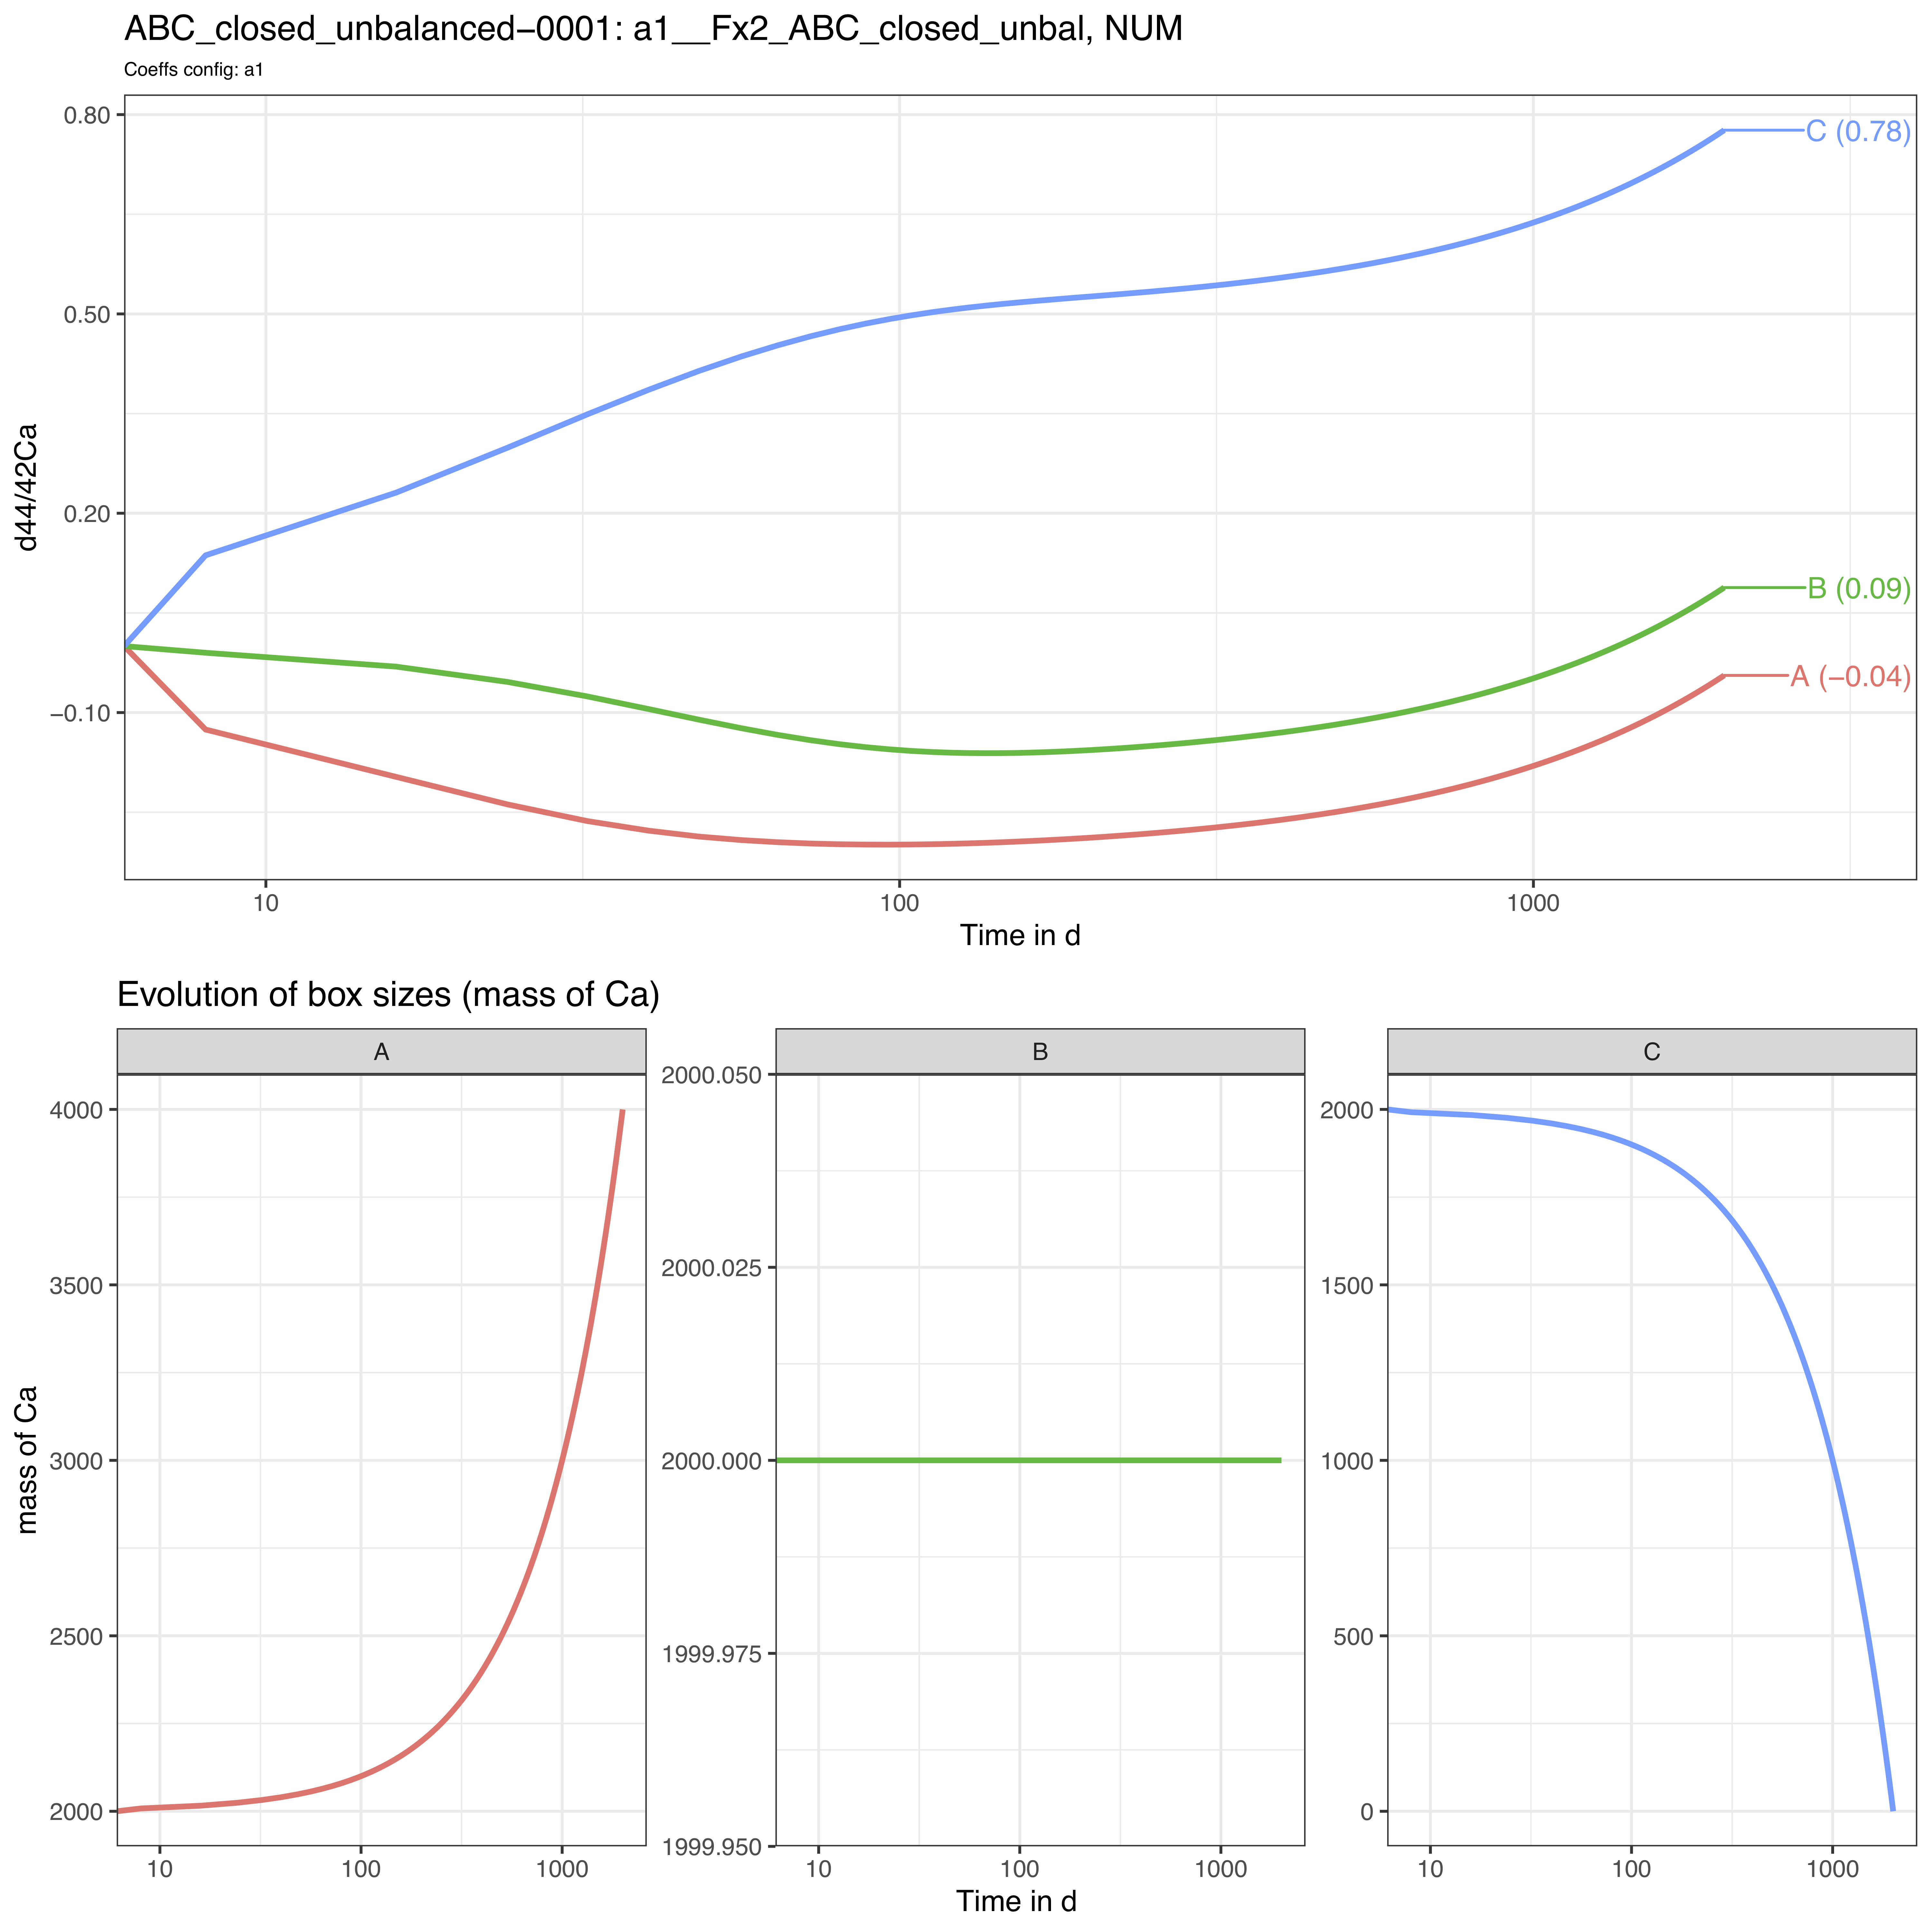 ABC_closed_unbalanced−0001: a1__Fx2_ABC_closed_unbal, NUM
Coeffs config: a1
d44/42Ca
0.80
0.50
0.20
−0.10
C (0.78)
B (0.09)
A (−0.04)
10 100 1000
Time in d
Evolution of box sizes (mass of Ca)
mass of Ca
A
4000
3500
3000
2500
2000
10 100 1000
B
2000.050
2000.025
2000.000
1999.975
1999.950
10 100 1000
C
2000
1500
1000
500
0
10 100 1000
Time in d